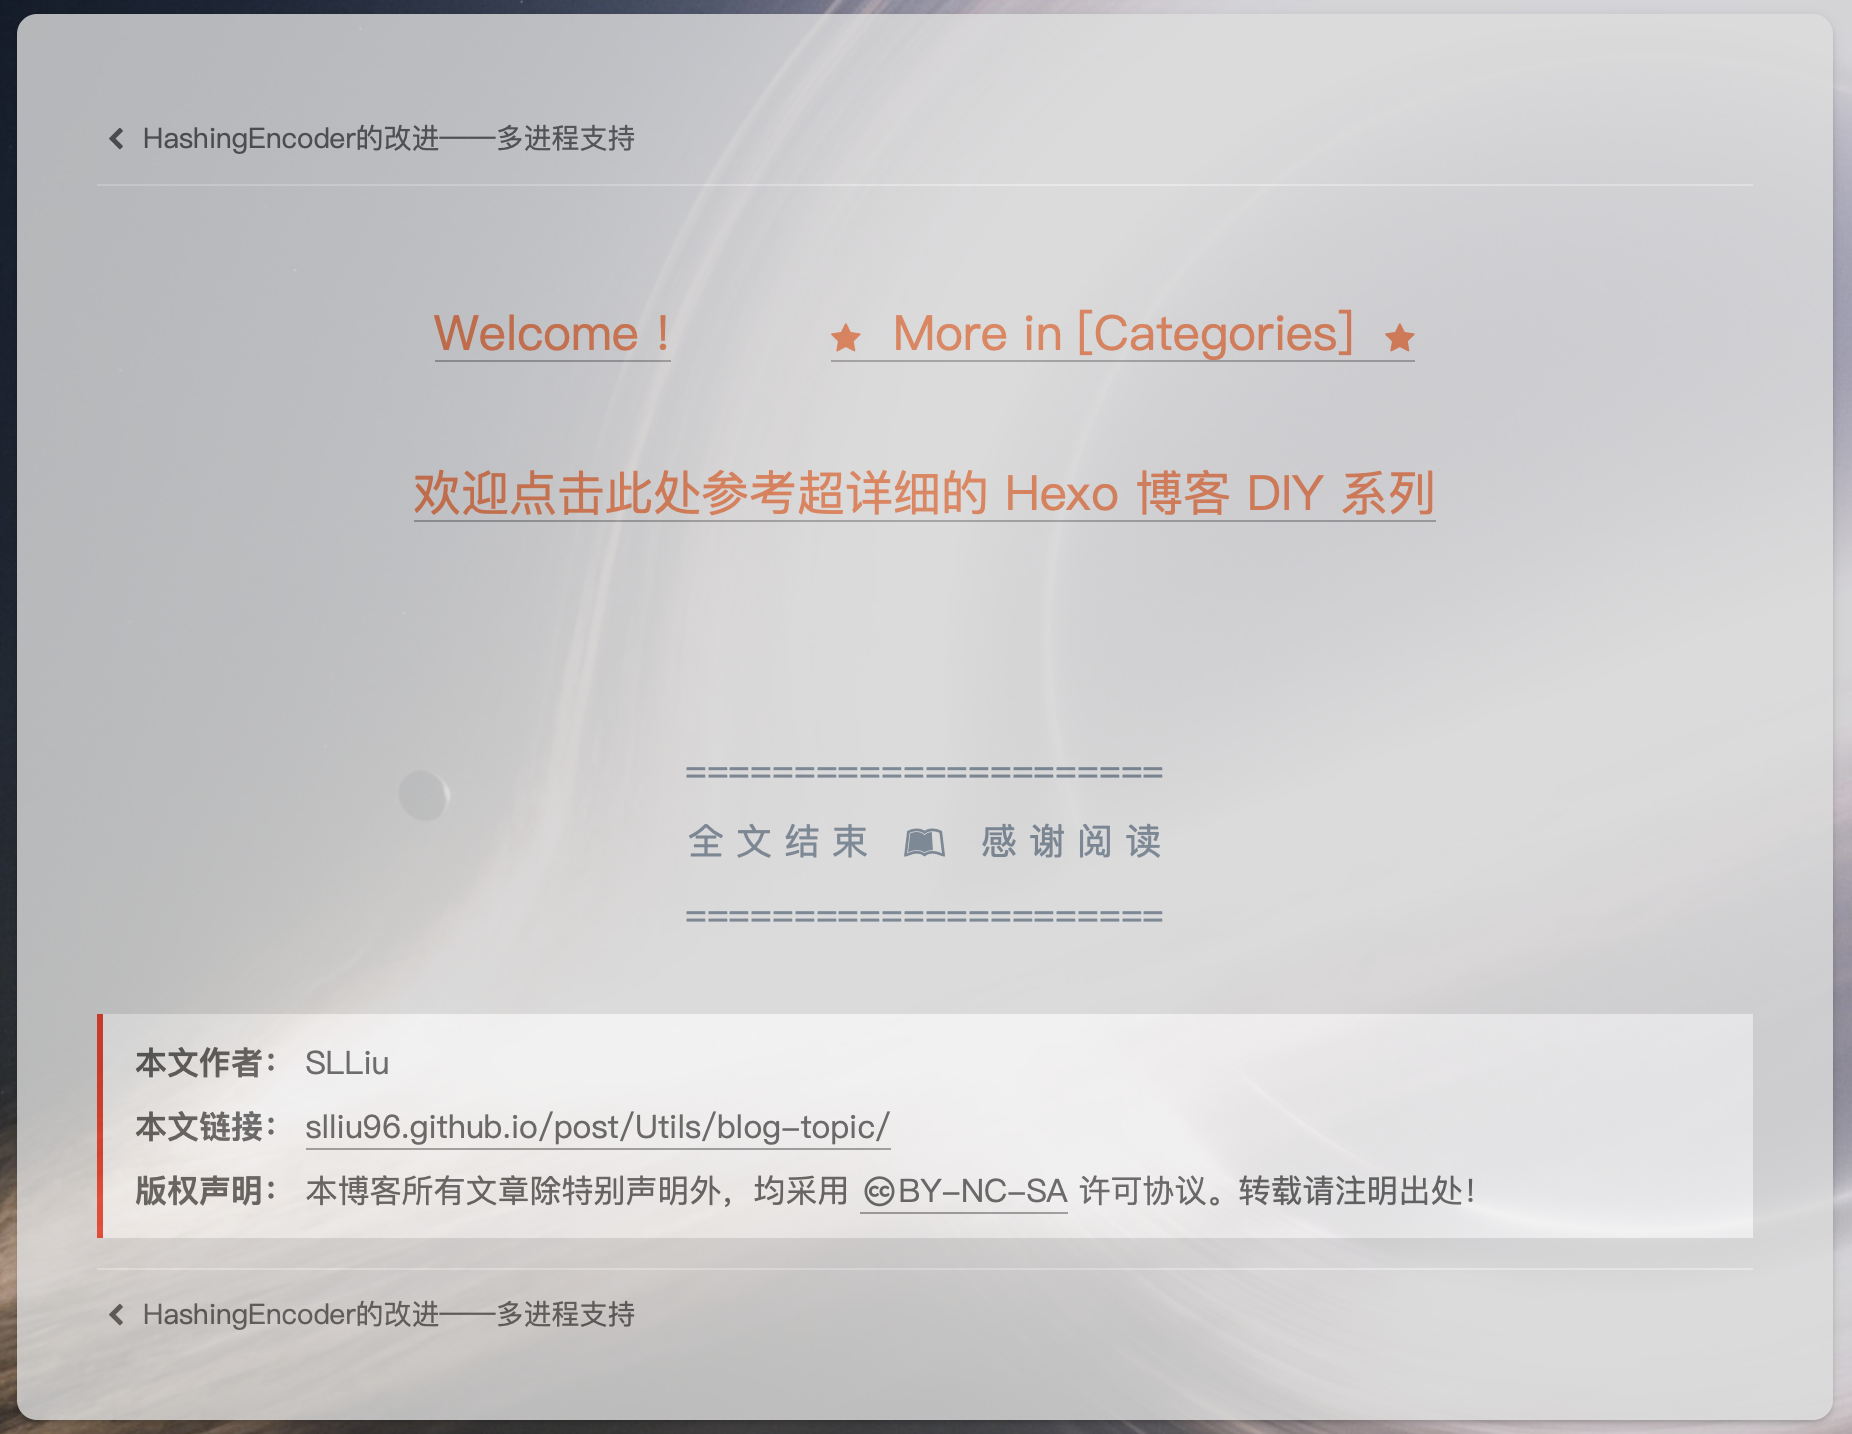 HashingEncoder的改进——多进程支持
Welcome！ More in [Categories]
欢迎点击此处参考超详细的 Hexo 博客 DIY 系列
======================
全文结束 感谢阅读
======================
本文作者： SLLiu
本文链接： slliu96.github.io/post/Utils/blog-topic/
版权声明： 本博客所有文章除特别声明外，均采用 BY-NC-SA 许可协议。转载请注明出处！
HashingEncoder的改进——多进程支持